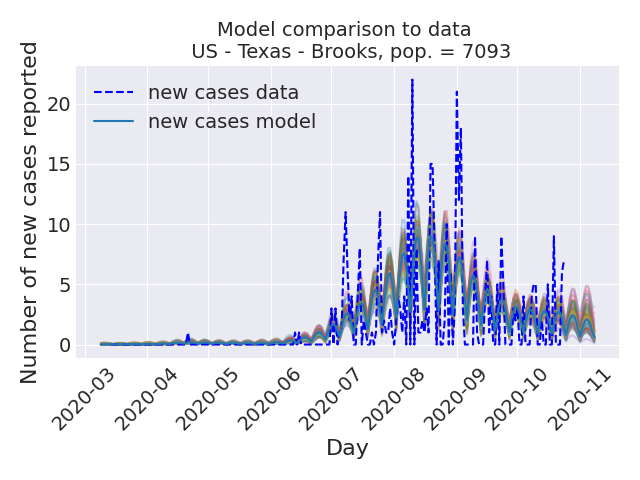 Model comparison to data
US - Texas - Brooks, pop. = 7093
Number of new cases reported
20
15
10
5
0
new cases data
new cases model
2020-03
2020-04
2020-05
2020-06
2020-07
2020-08
2020-09
2020-10
2020-11
Day